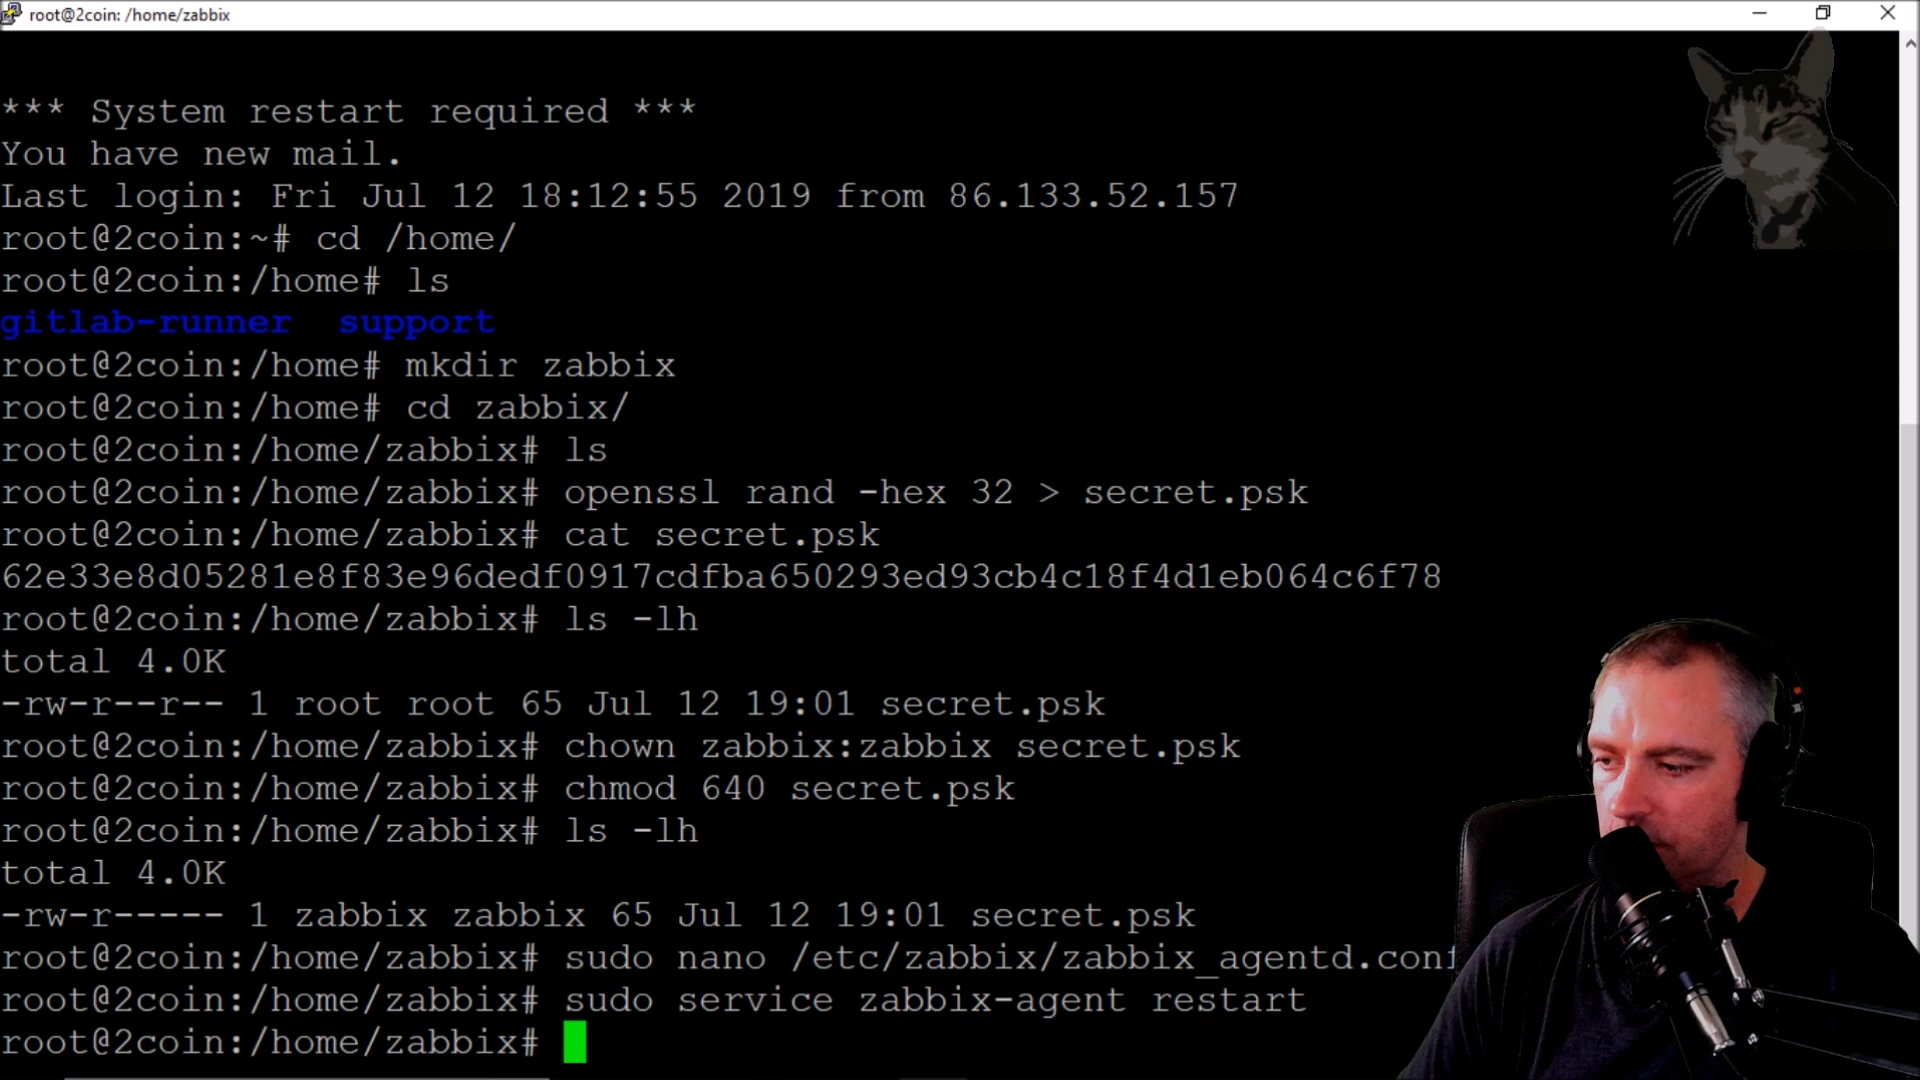 root@2coin: /home/zabbix
*** System restart required ***
You have new mail.
Last login: Fri Jul 12 18:12:55 2019 from 86.133.52.157
root@2coin:~# cd /home/
root@2coin:/home# ls
gitlab-runner  support
root@2coin:/home# mkdir zabbix
root@2coin:/home# cd zabbix/
root@2coin:/home/zabbix# ls
root@2coin:/home/zabbix# openssl rand -hex 32 > secret.psk
root@2coin:/home/zabbix# cat secret.psk
62e33e8d05281e8f83e96dedf0917cdfba650293ed93cb4c18f4d1eb064c6f78
root@2coin:/home/zabbix# ls -lh
total 4.0K
-rw-r--r-- 1 root root 65 Jul 12 19:01 secret.psk
root@2coin:/home/zabbix# chown zabbix:zabbix secret.psk
root@2coin:/home/zabbix# chmod 640 secret.psk
root@2coin:/home/zabbix# ls -lh
total 4.0K
-rw-r----- 1 zabbix zabbix 65 Jul 12 19:01 secret.psk
root@2coin:/home/zabbix# sudo nano /etc/zabbix/zabbix_agentd.conf
root@2coin:/home/zabbix# sudo service zabbix-agent restart
root@2coin:/home/zabbix#